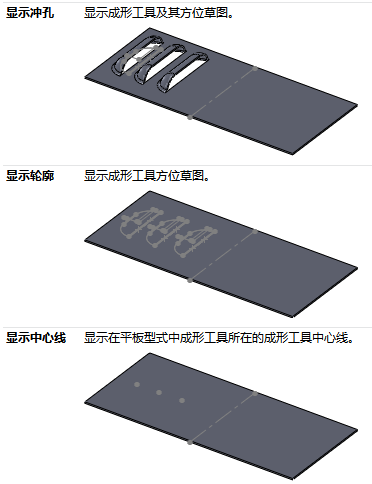 显示冲孔 显示成形工具及其方位草图。
显示轮廓 显示成形工具方位草图。
显示中心线 显示在平板型式中成形工具所在的成形工具中心线。